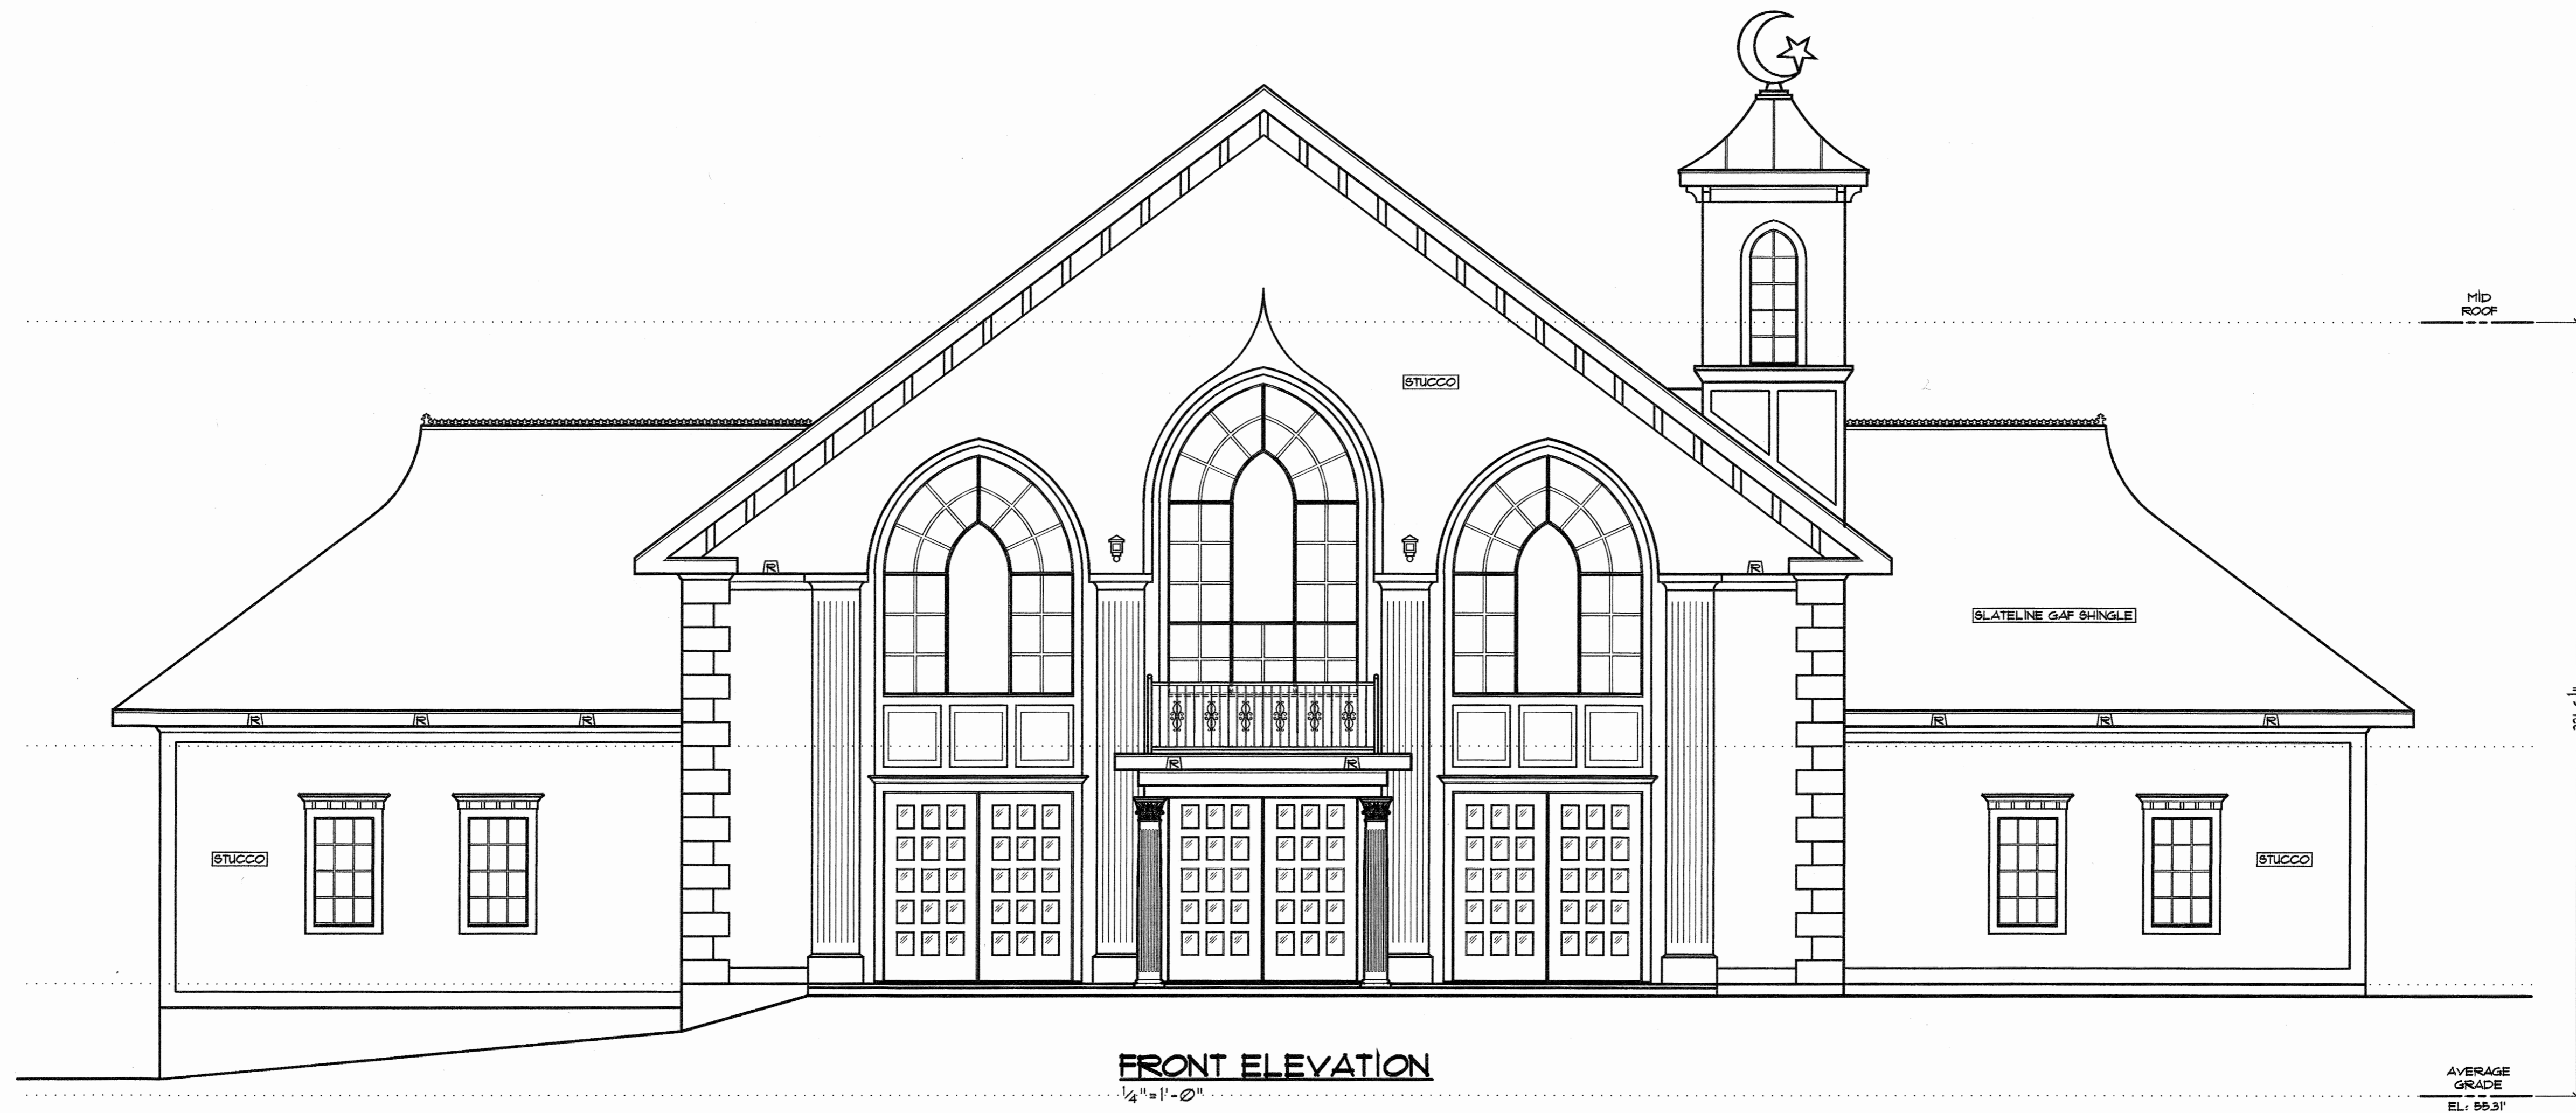 MID
ROOF
STUCCO
R
R
SLATELINE GAF SHINGLE
R
R
R
R
R
R
R
R
STUCCO
STUCCO
FRONT ELEVATION
1/4"=1'-0"
AVERAGE
GRADE
EL: 55.31'